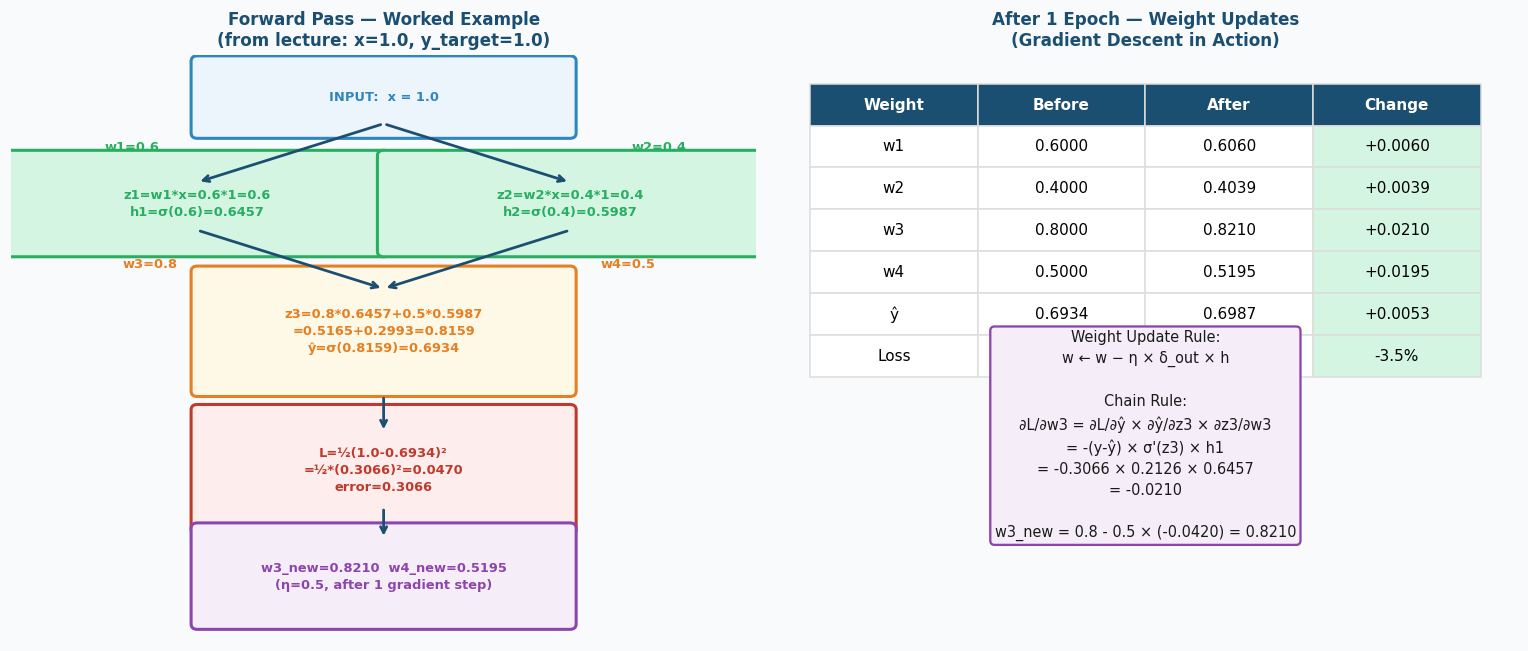 Forward Pass — Worked Example
(from lecture: x=1.0, y_target=1.0)
INPUT:  x = 1.0
w1=0.6
w2=0.4
z1=w1*x=0.6*1=0.6
h1=σ(0.6)=0.6457
z2=w2*x=0.4*1=0.4
h2=σ(0.4)=0.5987
w3=0.8
w4=0.5
z3=0.8*0.6457+0.5*0.5987
=0.5165+0.2993=0.8159
ŷ=σ(0.8159)=0.6934
L=½(1.0-0.6934)²
=½*(0.3066)²=0.0470
error=0.3066
w3_new=0.8210  w4_new=0.5195
(η=0.5, after 1 gradient step)
After 1 Epoch — Weight Updates
(Gradient Descent in Action)
Weight Before After Change
w1 0.6000 0.6060 +0.0060
w2 0.4000 0.4039 +0.0039
w3 0.8000 0.8210 +0.0210
w4 0.5000 0.5195 +0.0195
ŷ 0.6934 0.6987 +0.0053
Loss -3.5%
Weight Update Rule:
w ← w − η × δ_out × h
Chain Rule:
∂L/∂w3 = ∂L/∂ŷ × ∂ŷ/∂z3 × ∂z3/∂w3
= -(y-ŷ) × σ'(z3) × h1
= -0.3066 × 0.2126 × 0.6457
= -0.0210
w3_new = 0.8 - 0.5 × (-0.0420) = 0.8210